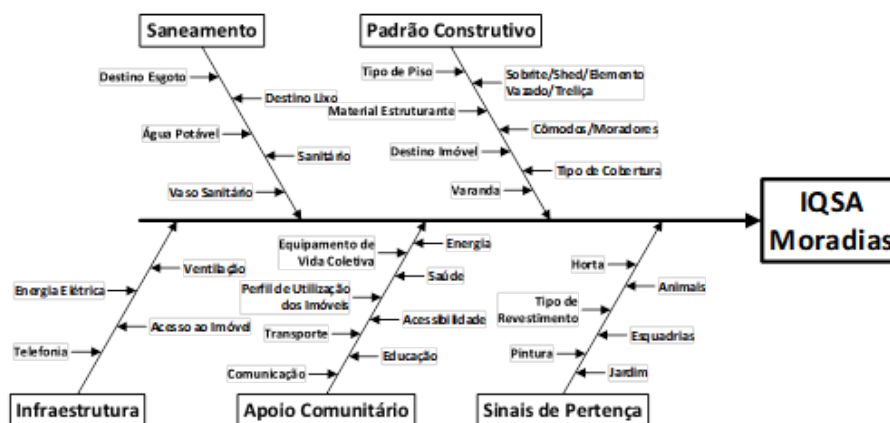 Saneamento
Padrão Construtivo
Destino Esgoto
Destino Lixo
Água Potável
Sanitário
Vaso Sanitário
Tipo de Piso
Sobrite/Shed/Elemento
Vazado/Treliça
Material Estruturante
Cômodos/Moradores
Destino Imóvel
Tipo de Cobertura
Varanda
IQSA
Moradias
Ventilação
Energia Elétrica
Acesso ao Imóvel
Telefonia
Energia
Equipamento de
Vida Coletiva
Saúde
Perfil de Utilização
dos Imóveis
Acessibilidade
Transporte
Educação
Comunicação
Horta
Animais
Tipo de
Revestimento
Esquadrias
Pintura
Jardim
Infraestrutura
Apoio Comunitário
Sinais de Pertença